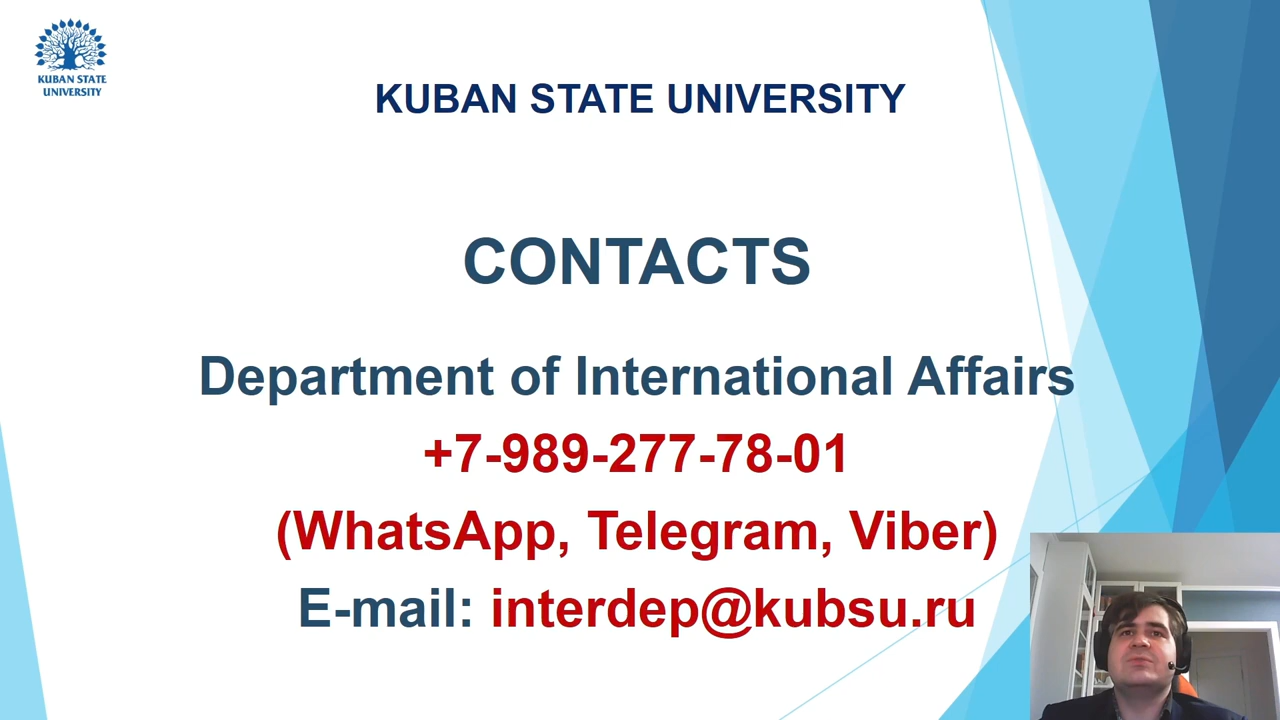 KUBAN STATE
UNIVERSITY
KUBAN STATE UNIVERSITY
CONTACTS
Department of International Affairs
+7-989-277-78-01
(WhatsApp, Telegram, Viber)
E-mail: interdep@kubsu.ru